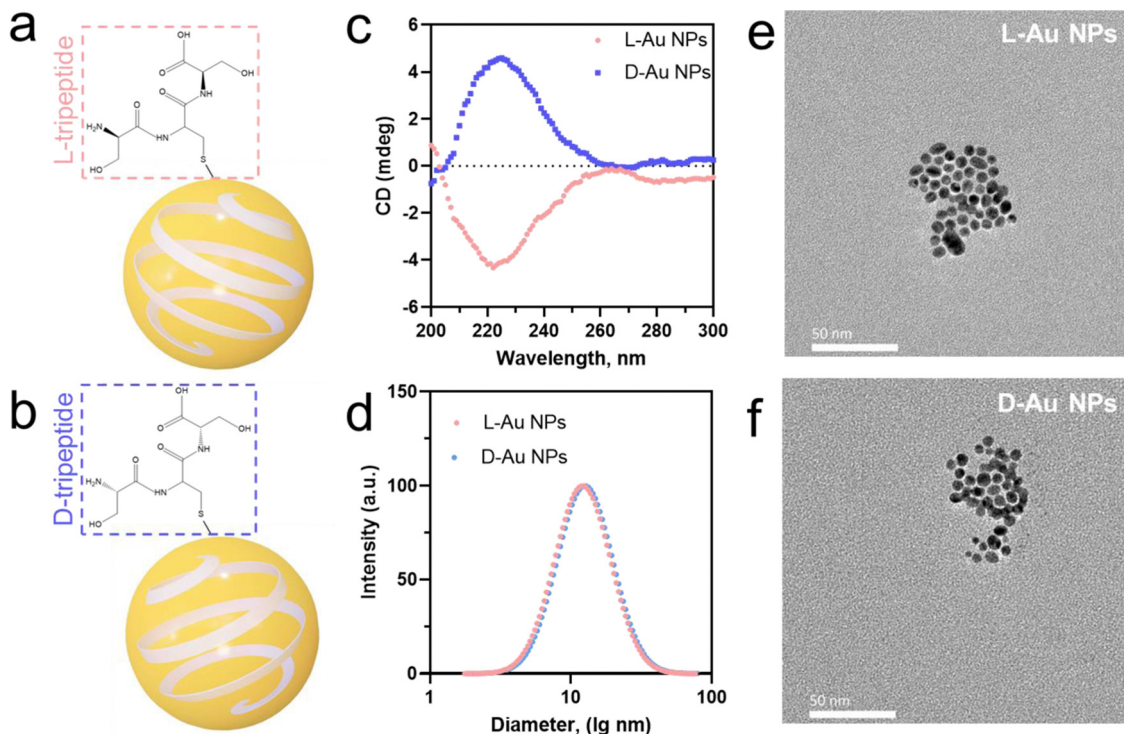 a
L-tripeptide
OH
O
OH
O
NH
O
H₂N
HN
HO
S
b
D-tripeptide
OH
O
OH
O
NH
O
H₂N
HN
HO
S
c
L-Au NPs
D-Au NPs
CD (mdeg)
6
4
2
0
-2
-4
-6
200
220
240
260
280
300
Wavelength, nm
d
L-Au NPs
D-Au NPs
Intensity (a.u.)
150
100
50
0
1
10
100
Diameter, (lg nm)
e
L-Au NPs
50 nm
f
D-Au NPs
50 nm